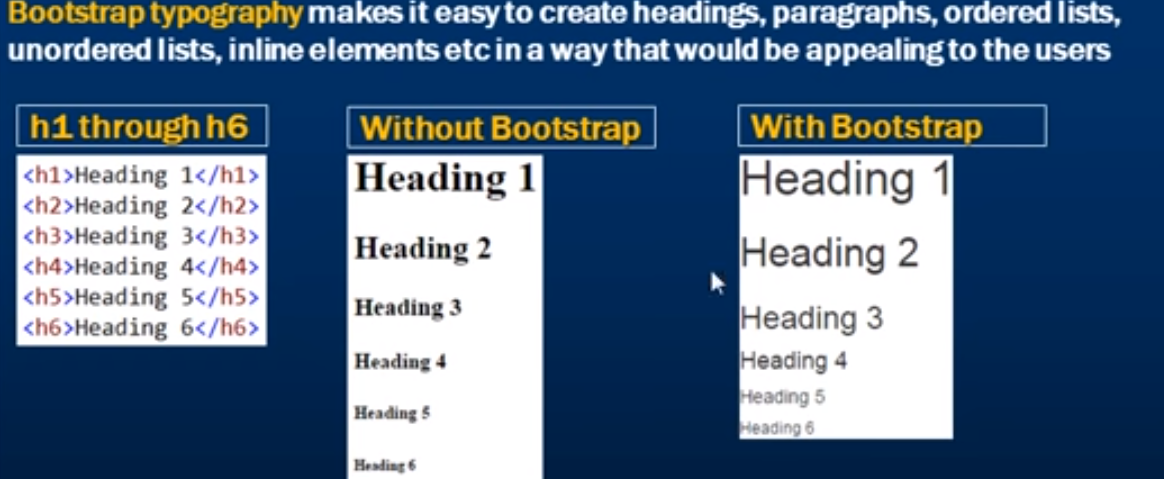 Bootstrap typography makes it easy to create headings, paragraphs, ordered lists,
unordered lists, inline elements etc in a way that would be appealing to the users
h1 through h6
<h1>Heading 1</h1>
<h2>Heading 2</h2>
<h3>Heading 3</h3>
<h4>Heading 4</h4>
<h5>Heading 5</h5>
<h6>Heading 6</h6>
Without Bootstrap
Heading 1
Heading 2
Heading 3
Heading 4
Heading 5
Heading 6
With Bootstrap
Heading 1
Heading 2
Heading 3
Heading 4
Heading 5
Heading 6